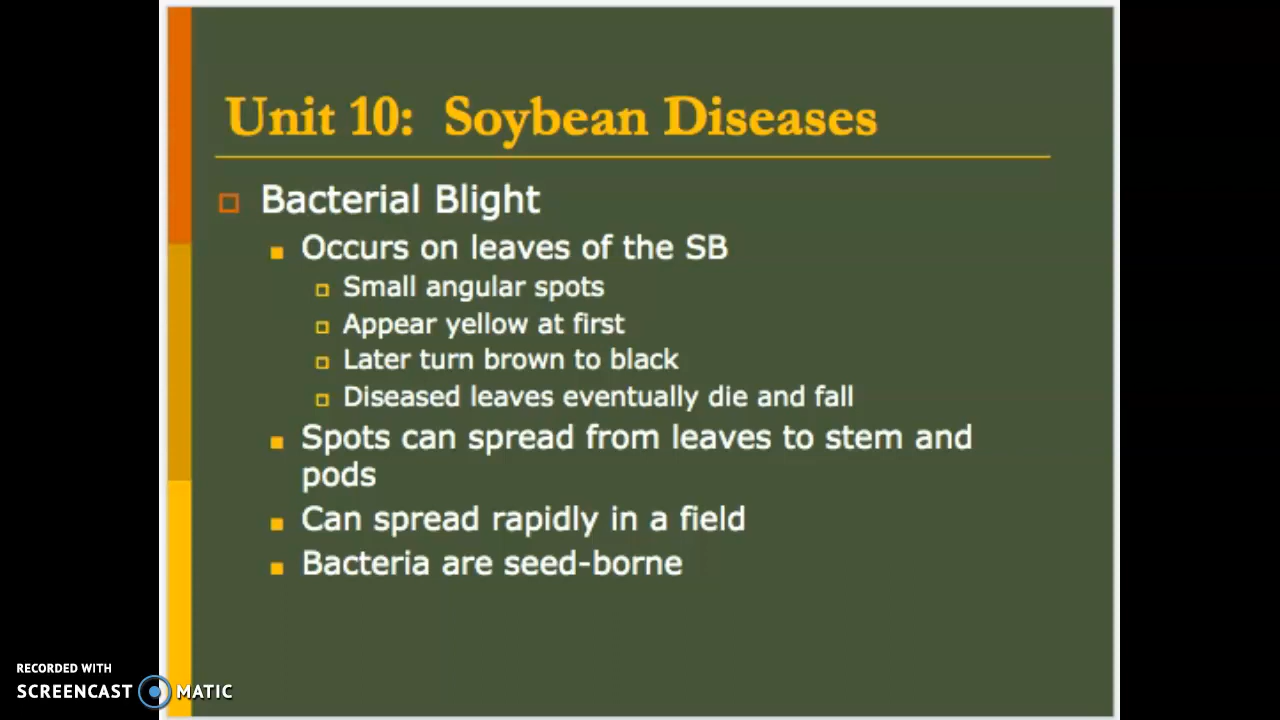 Unit 10: Soybean Diseases
Bacterial Blight
Occurs on leaves of the SB
Small angular spots
Appear yellow at first
Later turn brown to black
Diseased leaves eventually die and fall
Spots can spread from leaves to stem and
pods
Can spread rapidly in a field
Bacteria are seed-borne
RECORDED WITH
SCREENCAST MATIC